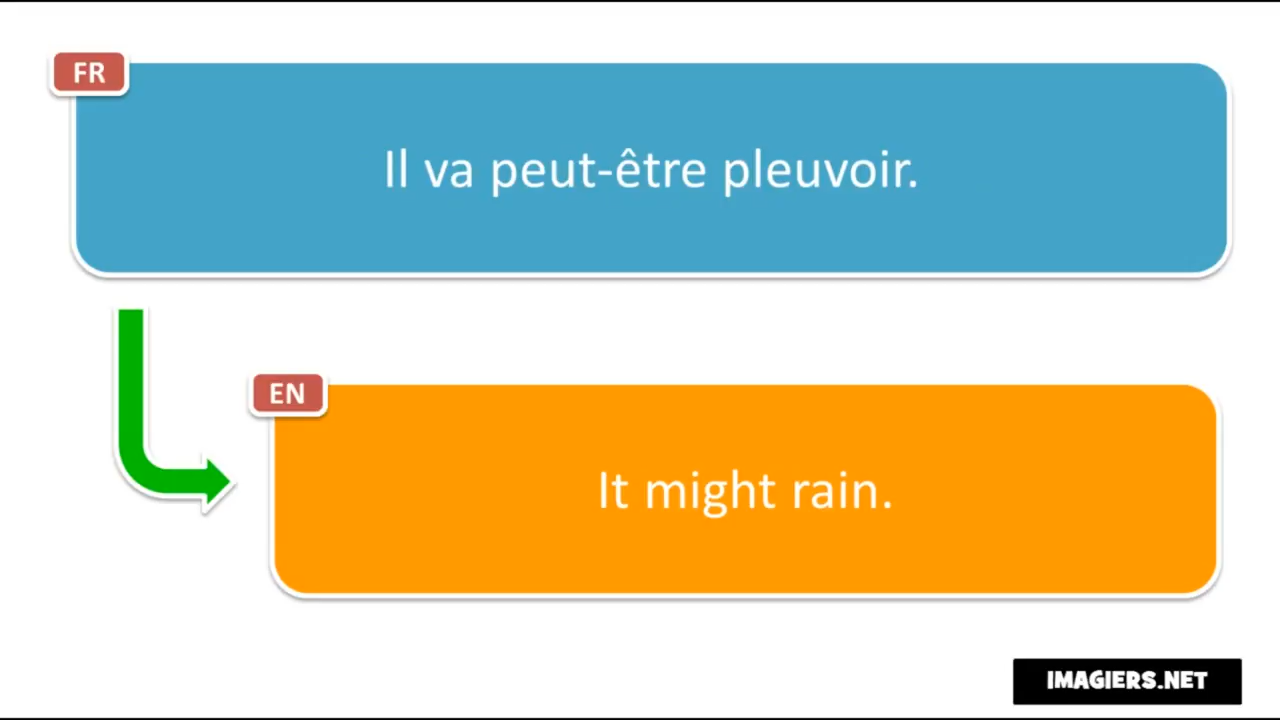 FR
Il va peut-être pleuvoir.
EN
It might rain.
IMAGIERS.NET